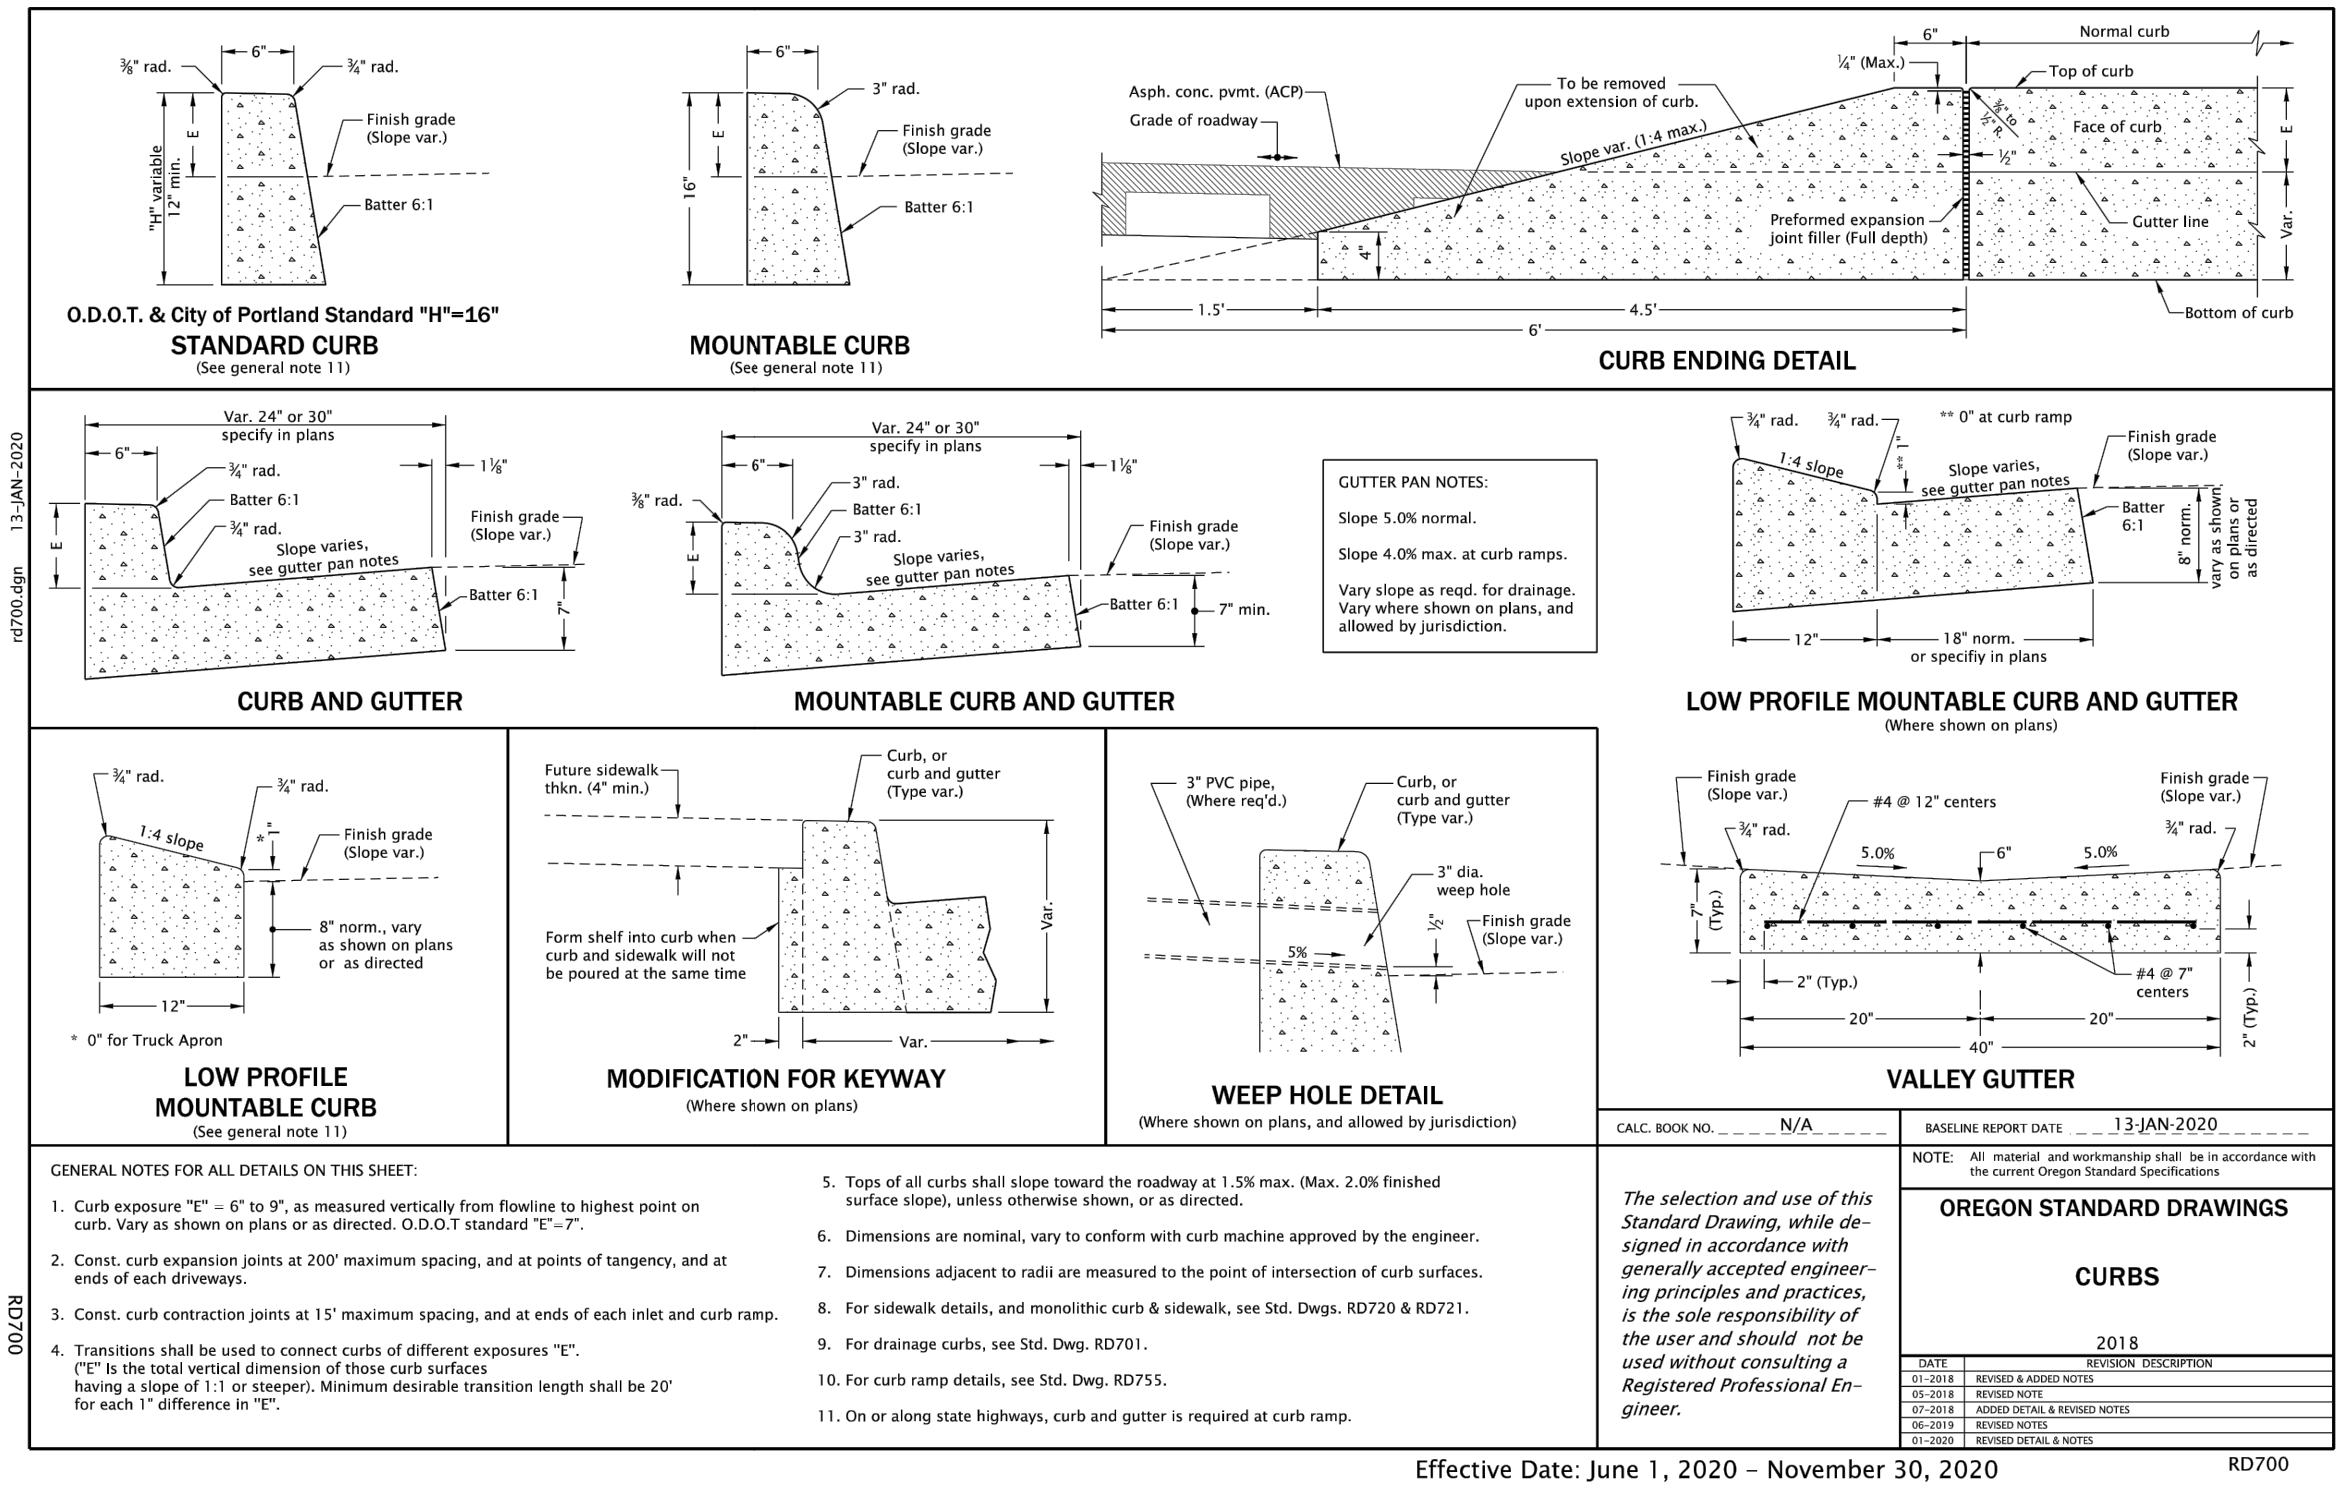 6"
⅜" rad.
¾" rad.
Finish grade
(Slope var.)
E
"H" variable
12" min.
Batter 6:1
O.D.O.T. & City of Portland Standard "H"=16"
STANDARD CURB
(See general note 11)
6"
3" rad.
Finish grade
(Slope var.)
E
16"
Batter 6:1
MOUNTABLE CURB
(See general note 11)
6"
Normal curb
¼" (Max.)
Top of curb
To be removed
upon extension of curb.
Asph. conc. pvmt. (ACP)
Grade of roadway
Slope var. (1:4 max.)
⅜" to
½" R.
Face of curb
E
½"
Preformed expansion
joint filler (Full depth)
Gutter line
Var.
4"
1.5'
4.5'
6'
Bottom of curb
CURB ENDING DETAIL
Var. 24" or 30"
specify in plans
6"
1⅛"
¾" rad.
Batter 6:1
¾" rad.
Finish grade
(Slope var.)
E
Slope varies,
see gutter pan notes
Batter 6:1
7"
CURB AND GUTTER
Var. 24" or 30"
specify in plans
6"
1⅛"
⅜" rad.
3" rad.
Batter 6:1
3" rad.
Finish grade
(Slope var.)
E
Slope varies,
see gutter pan notes
Batter 6:1
7" min.
MOUNTABLE CURB AND GUTTER
GUTTER PAN NOTES:
Slope 5.0% normal.
Slope 4.0% max. at curb ramps.
Vary slope as reqd. for drainage.
Vary where shown on plans, and
allowed by jurisdiction.
¾" rad.
¾" rad.
** 0" at curb ramp
** 1"
Finish grade
(Slope var.)
1:4 slope
Slope varies,
see gutter pan notes
Batter
6:1
8" norm.
vary as shown
on plans or
as directed
12"
18" norm.
or specifiy in plans
LOW PROFILE MOUNTABLE CURB AND GUTTER
(Where shown on plans)
¾" rad.
¾" rad.
1:4 slope
* 1"
Finish grade
(Slope var.)
8" norm., vary
as shown on plans
or as directed
12"
* 0" for Truck Apron
LOW PROFILE
MOUNTABLE CURB
(See general note 11)
Future sidewalk
thkn. (4" min.)
Curb, or
curb and gutter
(Type var.)
Var.
Form shelf into curb when
curb and sidewalk will not
be poured at the same time
2"
Var.
MODIFICATION FOR KEYWAY
(Where shown on plans)
3" PVC pipe,
(Where req'd.)
Curb, or
curb and gutter
(Type var.)
3" dia.
weep hole
½"
Finish grade
(Slope var.)
5%
WEEP HOLE DETAIL
(Where shown on plans, and allowed by jurisdiction)
Finish grade
(Slope var.)
#4 @ 12" centers
Finish grade
(Slope var.)
¾" rad.
¾" rad.
5.0%
6"
5.0%
7"
(Typ.)
2" (Typ.)
#4 @ 7"
centers
20"
20"
2" (Typ.)
40"
VALLEY GUTTER
CALC. BOOK NO. N/A
BASELINE REPORT DATE 13-JAN-2020
GENERAL NOTES FOR ALL DETAILS ON THIS SHEET:
1. Curb exposure "E" = 6" to 9", as measured vertically from flowline to highest point on
curb. Vary as shown on plans or as directed. O.D.O.T standard "E"=7".
2. Const. curb expansion joints at 200' maximum spacing, and at points of tangency, and at
ends of each driveways.
3. Const. curb contraction joints at 15' maximum spacing, and at ends of each inlet and curb ramp.
4. Transitions shall be used to connect curbs of different exposures "E".
("E" Is the total vertical dimension of those curb surfaces
having a slope of 1:1 or steeper). Minimum desirable transition length shall be 20'
for each 1" difference in "E".
5. Tops of all curbs shall slope toward the roadway at 1.5% max. (Max. 2.0% finished
surface slope), unless otherwise shown, or as directed.
6. Dimensions are nominal, vary to conform with curb machine approved by the engineer.
7. Dimensions adjacent to radii are measured to the point of intersection of curb surfaces.
8. For sidewalk details, and monolithic curb & sidewalk, see Std. Dwgs. RD720 & RD721.
9. For drainage curbs, see Std. Dwg. RD701.
10. For curb ramp details, see Std. Dwg. RD755.
11. On or along state highways, curb and gutter is required at curb ramp.
The selection and use of this
Standard Drawing, while de-
signed in accordance with
generally accepted engineer-
ing principles and practices,
is the sole responsibility of
the user and should not be
used without consulting a
Registered Professional En-
gineer.
NOTE: All material and workmanship shall be in accordance with
the current Oregon Standard Specifications
OREGON STANDARD DRAWINGS
CURBS
2018
DATE REVISION DESCRIPTION
01-2018 REVISED & ADDED NOTES
05-2018 REVISED NOTE
07-2018 ADDED DETAIL & REVISED NOTES
06-2019 REVISED NOTES
01-2020 REVISED DETAIL & NOTES
Effective Date: June 1, 2020 – November 30, 2020
RD700
rd700.dgn 13-JAN-2020
RD700